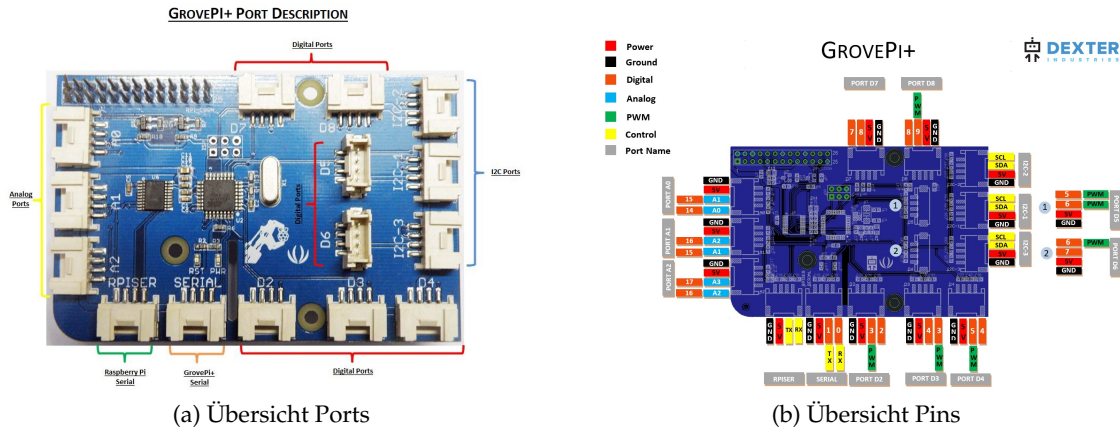 GROVEPI+ PORT DESCRIPTION
Digital Ports
RPI_COMM
D7
D8
I2C-2
A0
D5
I2C-1
Analog
Ports
A1
Digital Ports
I2C Ports
D6
I2C-3
A2
R2
RST PWR
RPISER
SERIAL
D2
D3
D4
Raspberry Pi
Serial
GrovePi+
Serial
Digital Ports
(a) Übersicht Ports
Power
Ground
Digital
Analog
PWM
Control
Port Name
GROVEPI+
DEXTER
INDUSTRIES
PORT D7
PORT D8
PWM
7 8 5V GND
8 9 5V GND
SCL
SDA
5V
GND
I2C-2
PORT A0
GND
5V
15 A1
14 A0
SCL
SDA
5V
GND
I2C-1
1
5 PWM
6 PWM
5V
GND
PORT D5
1
PORT A1
GND
5V
16 A2
15 A1
SCL
SDA
5V
GND
I2C-3
2
6 PWM
7
5V
GND
PORT D6
2
PORT A2
GND
5V
17 A3
16 A2
GND 5V TX RX
GND 5V 1 0
GND 5V 3 2
GND 5V 4 3
GND 5V 5 4
TX RX
PWM
PWM
PWM
RPISER
SERIAL
PORT D2
PORT D3
PORT D4
(b) Übersicht Pins